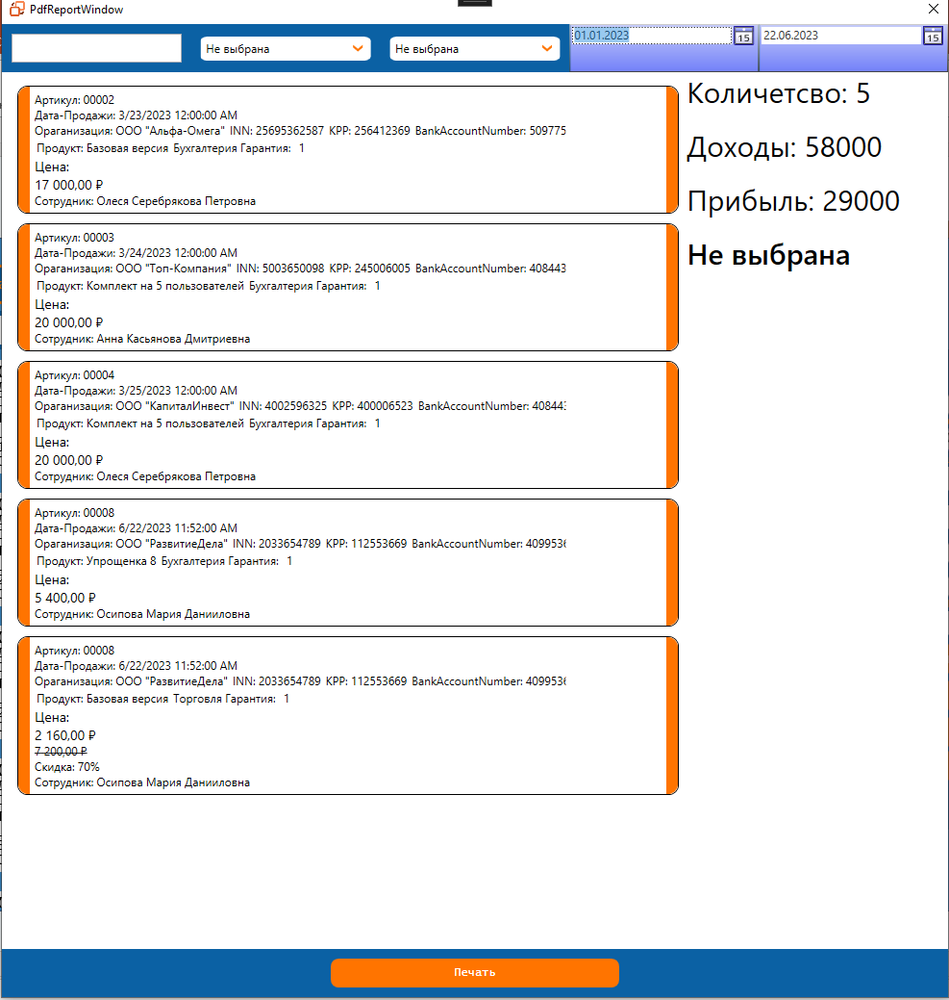 PdfReportWindow
Не выбрана
Не выбрана
01.01.2023
15
22.06.2023
15
Артикул: 00002
Дата-Продажи: 3/23/2023 12:00:00 AM
Ораганизация: ООО "Альфа-Омега" INN: 25695362587 KPP: 256412369 BankAccountNumber: 509775
Продукт: Базовая версия Бухгалтерия Гарантия: 1
Цена:
17 000,00 ₽
Сотрудник: Олеся Серебрякова Петровна
Артикул: 00003
Дата-Продажи: 3/24/2023 12:00:00 AM
Ораганизация: ООО "Топ-Компания" INN: 5003650098 KPP: 245006005 BankAccountNumber: 408443
Продукт: Комплект на 5 пользователей Бухгалтерия Гарантия: 1
Цена:
20 000,00 ₽
Сотрудник: Анна Касьянова Дмитриевна
Артикул: 00004
Дата-Продажи: 3/25/2023 12:00:00 AM
Ораганизация: ООО "КапиталИнвест" INN: 4002596325 KPP: 400006523 BankAccountNumber: 40844
Продукт: Комплект на 5 пользователей Бухгалтерия Гарантия: 1
Цена:
20 000,00 ₽
Сотрудник: Олеся Серебрякова Петровна
Артикул: 00008
Дата-Продажи: 6/22/2023 11:52:00 AM
Ораганизация: ООО "РазвитиеДела" INN: 2033654789 KPP: 112553669 BankAccountNumber: 409953
Продукт: Упрощенка 8 Бухгалтерия Гарантия: 1
Цена:
5 400,00 ₽
Сотрудник: Осипова Мария Данииловна
Артикул: 00008
Дата-Продажи: 6/22/2023 11:52:00 AM
Ораганизация: ООО "РазвитиеДела" INN: 2033654789 KPP: 112553669 BankAccountNumber: 409953
Продукт: Базовая версия Торговля Гарантия: 1
Цена:
2 160,00 ₽
7 200,00 ₽
Скидка: 70%
Сотрудник: Осипова Мария Данииловна
Количетсво: 5
Доходы: 58000
Прибыль: 29000
Не выбрана
Печать